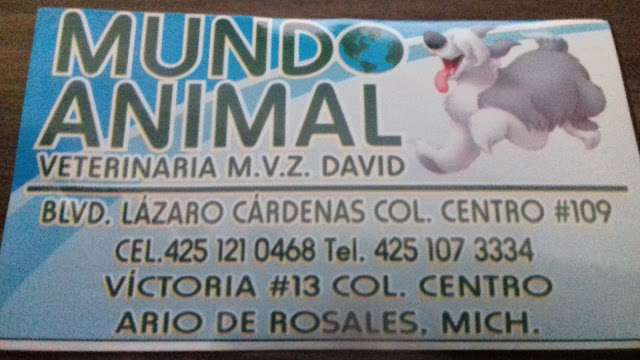 MUNDO
ANIMAL
VETERINARIA M.V.Z. DAVID
BLVD. LÁZARO CÁRDENAS COL. CENTRO #109
CEL.425 121 0468 Tel. 425 107 3334
VÍCTORIA #13 COL. CENTRO
ARIO DE ROSALES, MICH.